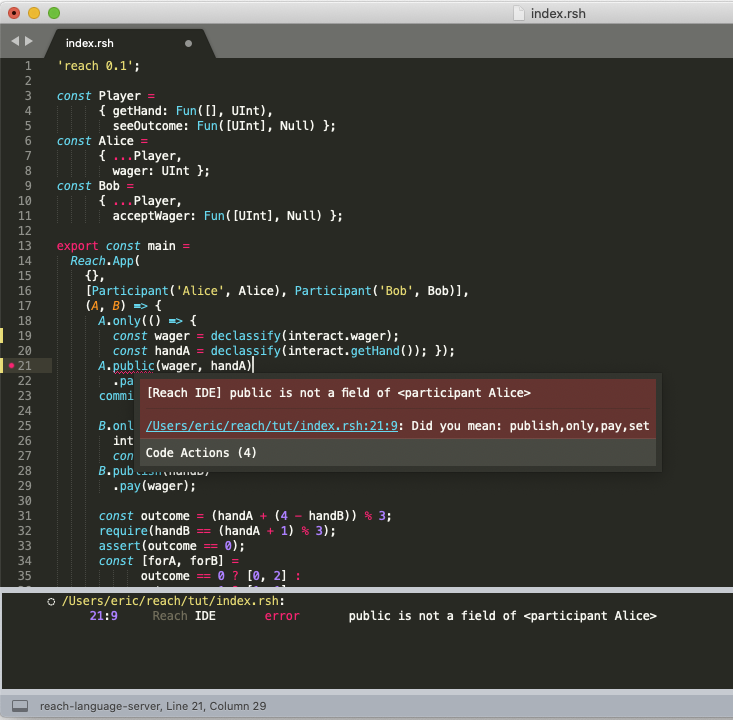 index.rsh
index.rsh
1 'reach 0.1';
2
3 const Player =
4 { getHand: Fun([], UInt),
5 seeOutcome: Fun([UInt], Null) };
6 const Alice =
7 { ...Player,
8 wager: UInt };
9 const Bob =
10 { ...Player,
11 acceptWager: Fun([UInt], Null) };
12
13 export const main =
14 Reach.App(
15 {},
16 [Participant('Alice', Alice), Participant('Bob', Bob)],
17 (A, B) => {
18 A.only(() => {
19 const wager = declassify(interact.wager);
20 const handA = declassify(interact.getHand()); });
21 A.public(wager, handA)
22 .pa
[Reach IDE] public is not a field of <participant Alice>
23 commi
24
25 B.onl
/Users/eric/reach/tut/index.rsh:21:9: Did you mean: publish,only,pay,set
26 int
27 con
Code Actions (4)
28 B.publish(handB)
29 .pay(wager);
30
31 const outcome = (handA + (4 - handB)) % 3;
32 require(handB == (handA + 1) % 3);
33 assert(outcome == 0);
34 const [forA, forB] =
35 outcome == 0 ? [0, 2] :
/Users/eric/reach/tut/index.rsh:
21:9 Reach IDE error public is not a field of <participant Alice>
reach-language-server, Line 21, Column 29